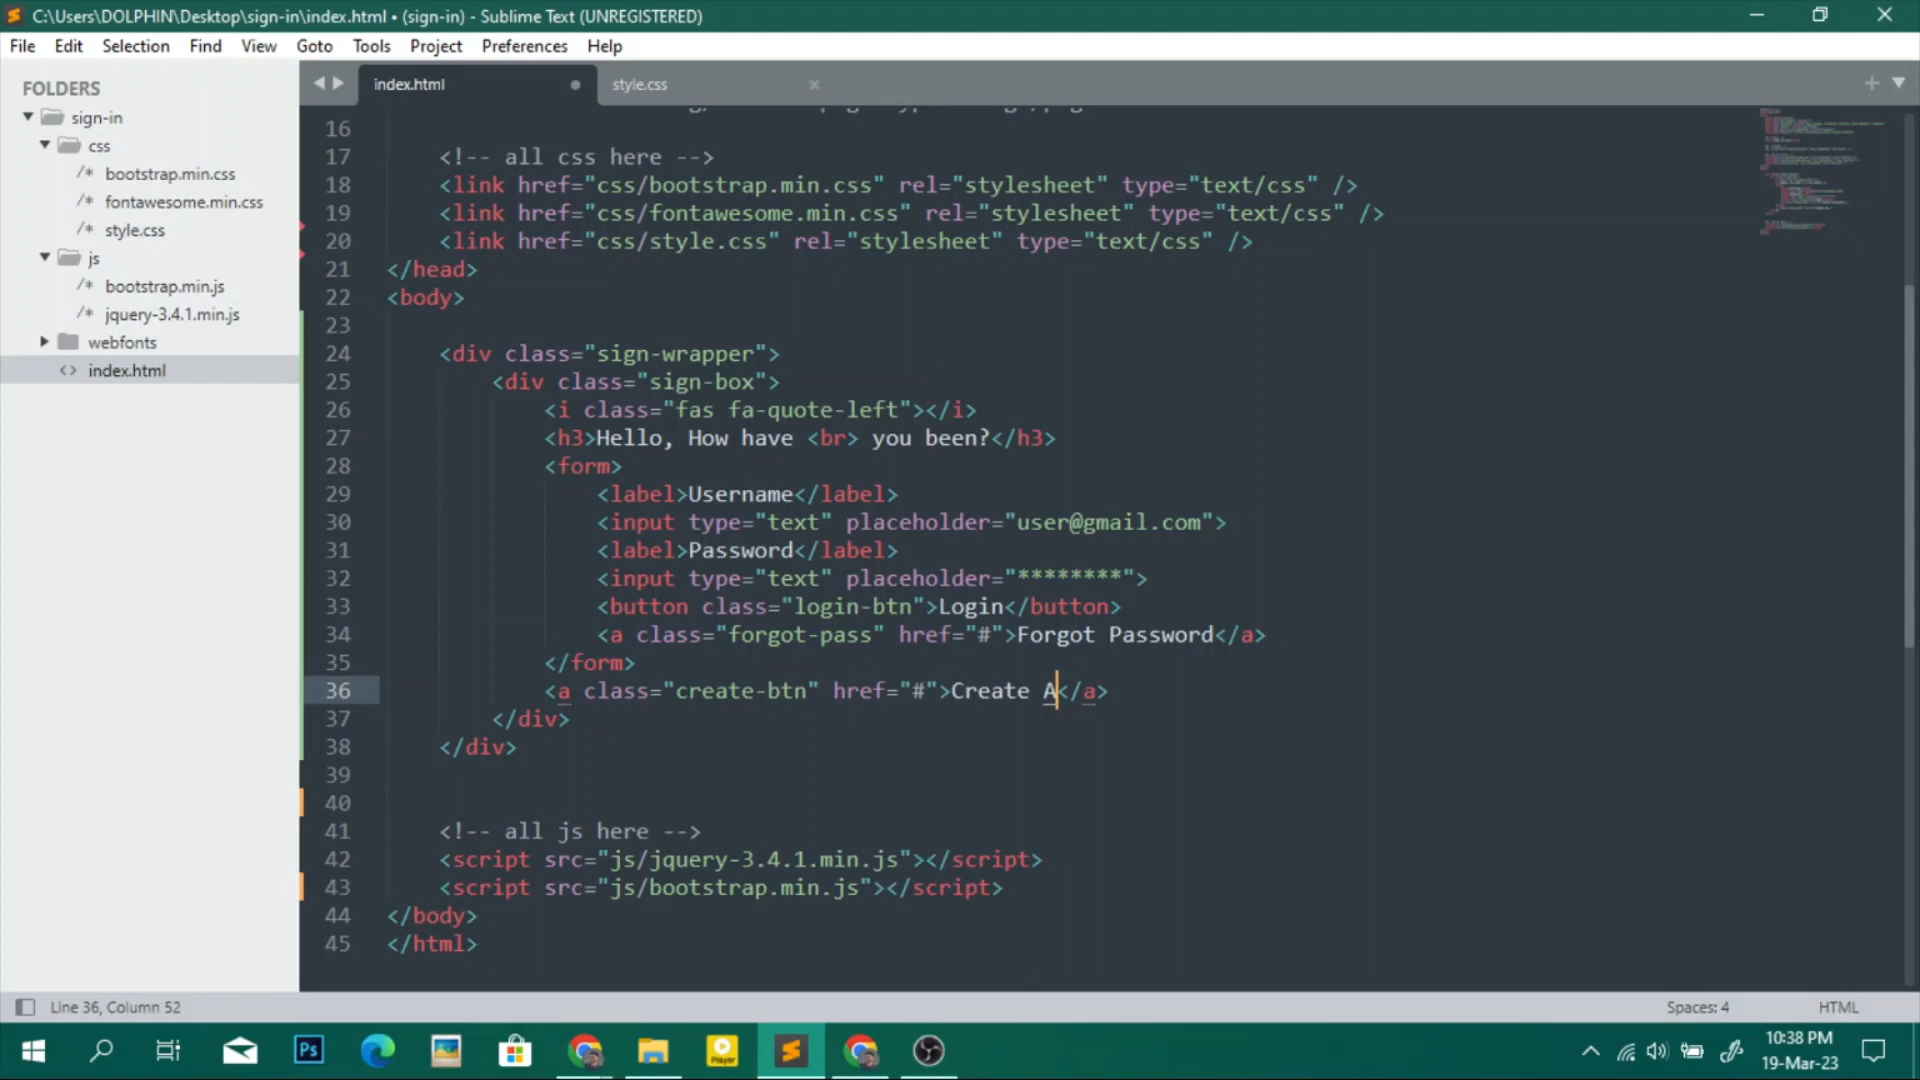 C:\Users\DOLPHIN\Desktop\sign-in\index.html • (sign-in) - Sublime Text (UNREGISTERED)
File Edit Selection Find View Goto Tools Project Preferences Help
FOLDERS
sign-in
css
/* bootstrap.min.css
/* fontawesome.min.css
/* style.css
js
/* bootstrap.min.js
/* jquery-3.4.1.min.js
webfonts
<> index.html
index.html
style.css
16
17 <!-- all css here -->
18 <link href="css/bootstrap.min.css" rel="stylesheet" type="text/css" />
19 <link href="css/fontawesome.min.css" rel="stylesheet" type="text/css" />
20 <link href="css/style.css" rel="stylesheet" type="text/css" />
21 </head>
22 <body>
23
24 <div class="sign-wrapper">
25 <div class="sign-box">
26 <i class="fas fa-quote-left"></i>
27 <h3>Hello, How have <br> you been?</h3>
28 <form>
29 <label>Username</label>
30 <input type="text" placeholder="user@gmail.com">
31 <label>Password</label>
32 <input type="text" placeholder="********">
33 <button class="login-btn">Login</button>
34 <a class="forgot-pass" href="#">Forgot Password</a>
35 </form>
36 <a class="create-btn" href="#">Create A</a>
37 </div>
38 </div>
39
40
41 <!-- all js here -->
42 <script src="js/jquery-3.4.1.min.js"></script>
43 <script src="js/bootstrap.min.js"></script>
44 </body>
45 </html>
Line 36, Column 52
Spaces: 4
HTML
Ps
Player
10:38 PM
19-Mar-23